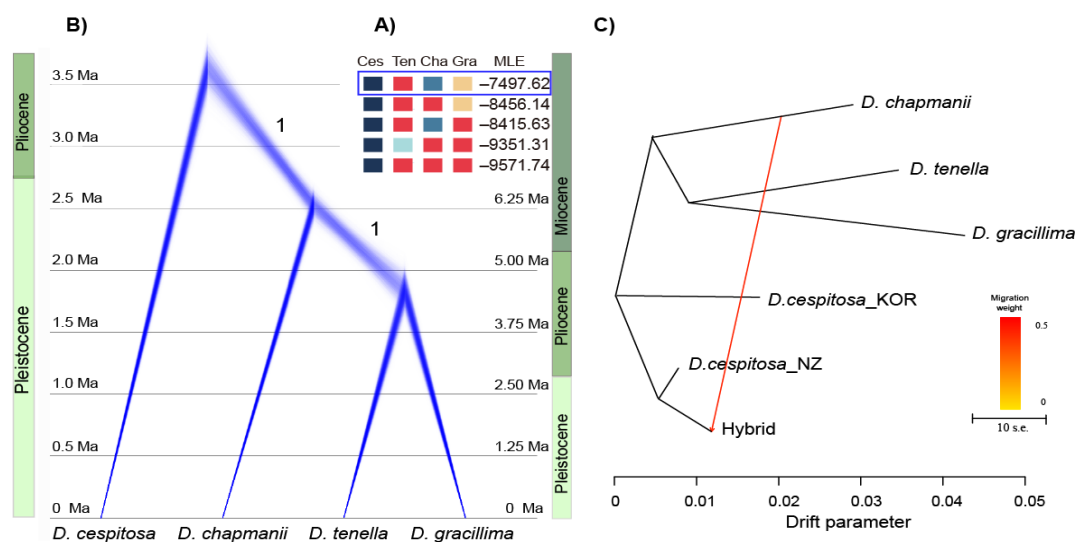 B)
A)
C)
Ces Ten Cha Gra MLE
–7497.62
–8456.14
–8415.63
–9351.31
–9571.74
Pliocene
Pleistocene
3.5 Ma
3.0 Ma
2.5 Ma
2.0 Ma
1.5 Ma
1.0 Ma
0.5 Ma
0 Ma
1
1
6.25 Ma
5.00 Ma
3.75 Ma
2.50 Ma
1.25 Ma
0 Ma
Miocene
Pliocene
Pleistocene
D. cespitosa
D. chapmanii
D. tenella
D. gracillima
D. chapmanii
D. tenella
D. gracillima
D.cespitosa_KOR
D.cespitosa_NZ
Hybrid
Migration
weight
0.5
0
10 s.e.
0 0.01 0.02 0.03 0.04 0.05
Drift parameter